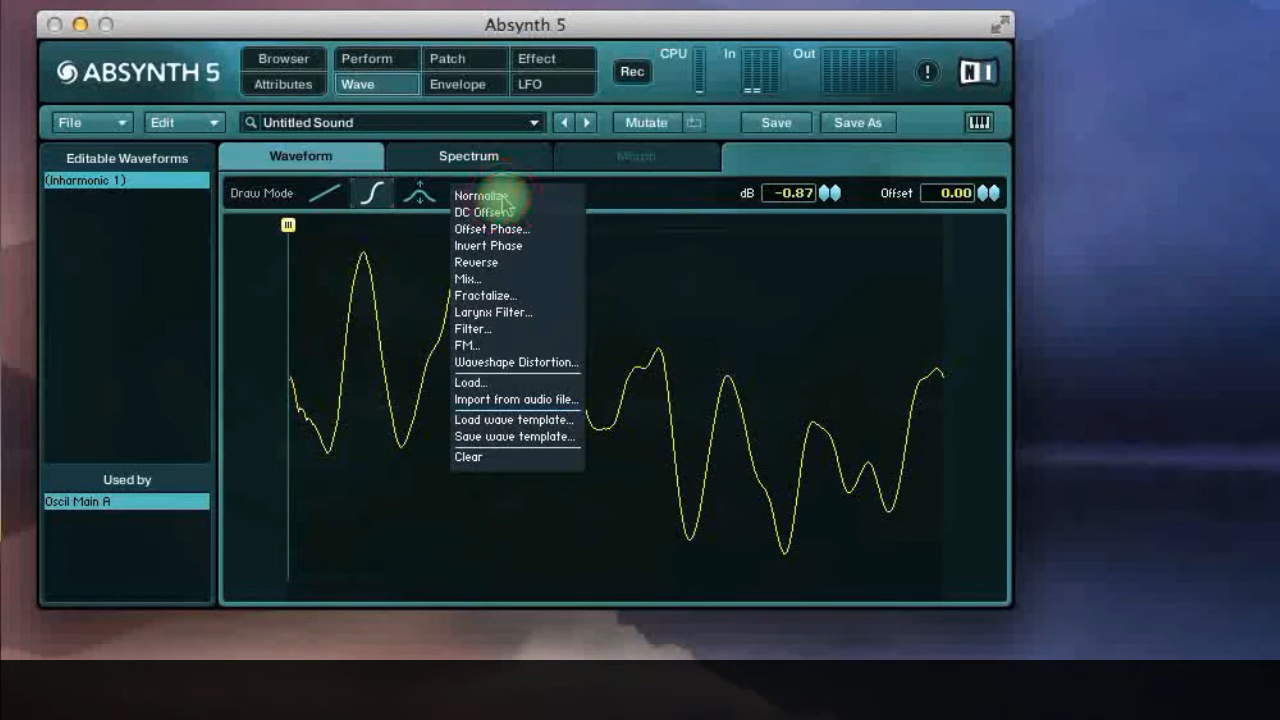 Absynth 5
ABSYNTH 5
Browser
Perform
Patch
Effect
Attributes
Wave
Envelope
LFO
Rec
CPU
In
Out
!
NI
File
Edit
Untitled Sound
Mutate
Save
Save As
Editable Waveforms
(Inharmonic 1)
Used by
Oscil Main A
Waveform
Spectrum
Morph
Draw Mode
dB -0.87
Offset 0.00
Normalize
DC Offset
Offset Phase...
Invert Phase
Reverse
Mix...
Fractalize...
Larynx Filter...
Filter...
FM...
Waveshape Distortion...
Load...
Import from audio file...
Load wave template...
Save wave template...
Clear